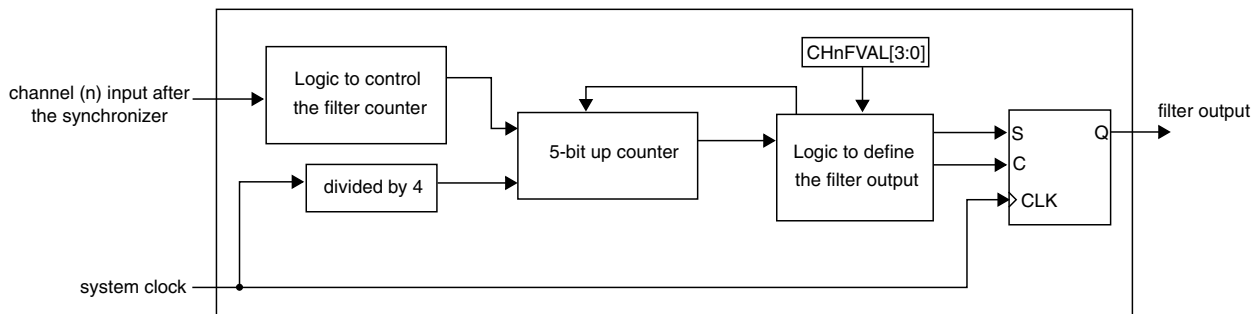 CHnFVAL[3:0]
Logic to control
the filter counter
channel (n) input after
the synchronizer
filter output
S
Q
5-bit up counter
Logic to define
the filter output
C
divided by 4
CLK
system clock